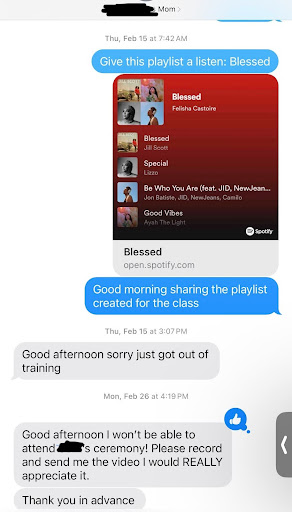 Mom >
Thu, Feb 15 at 7:42 AM
Give this playlist a listen: Blessed
Blessed
Felisha Castoire
Blessed
Jill Scott
Special
Lizzo
Be Who You Are (feat. JID, NewJean...
Jon Batiste, JID, NewJeans, Camilo
Good Vibes
Ayah The Light
Spotify
Blessed
open.spotify.com
Good morning sharing the playlist
created for the class
Thu, Feb 15 at 3:07 PM
Good afternoon sorry just got out of
training
Mon, Feb 26 at 4:19 PM
Good afternoon I won't be able to
attend 's ceremony! Please record
and send me the video I would REALLY
appreciate it.
Thank you in advance